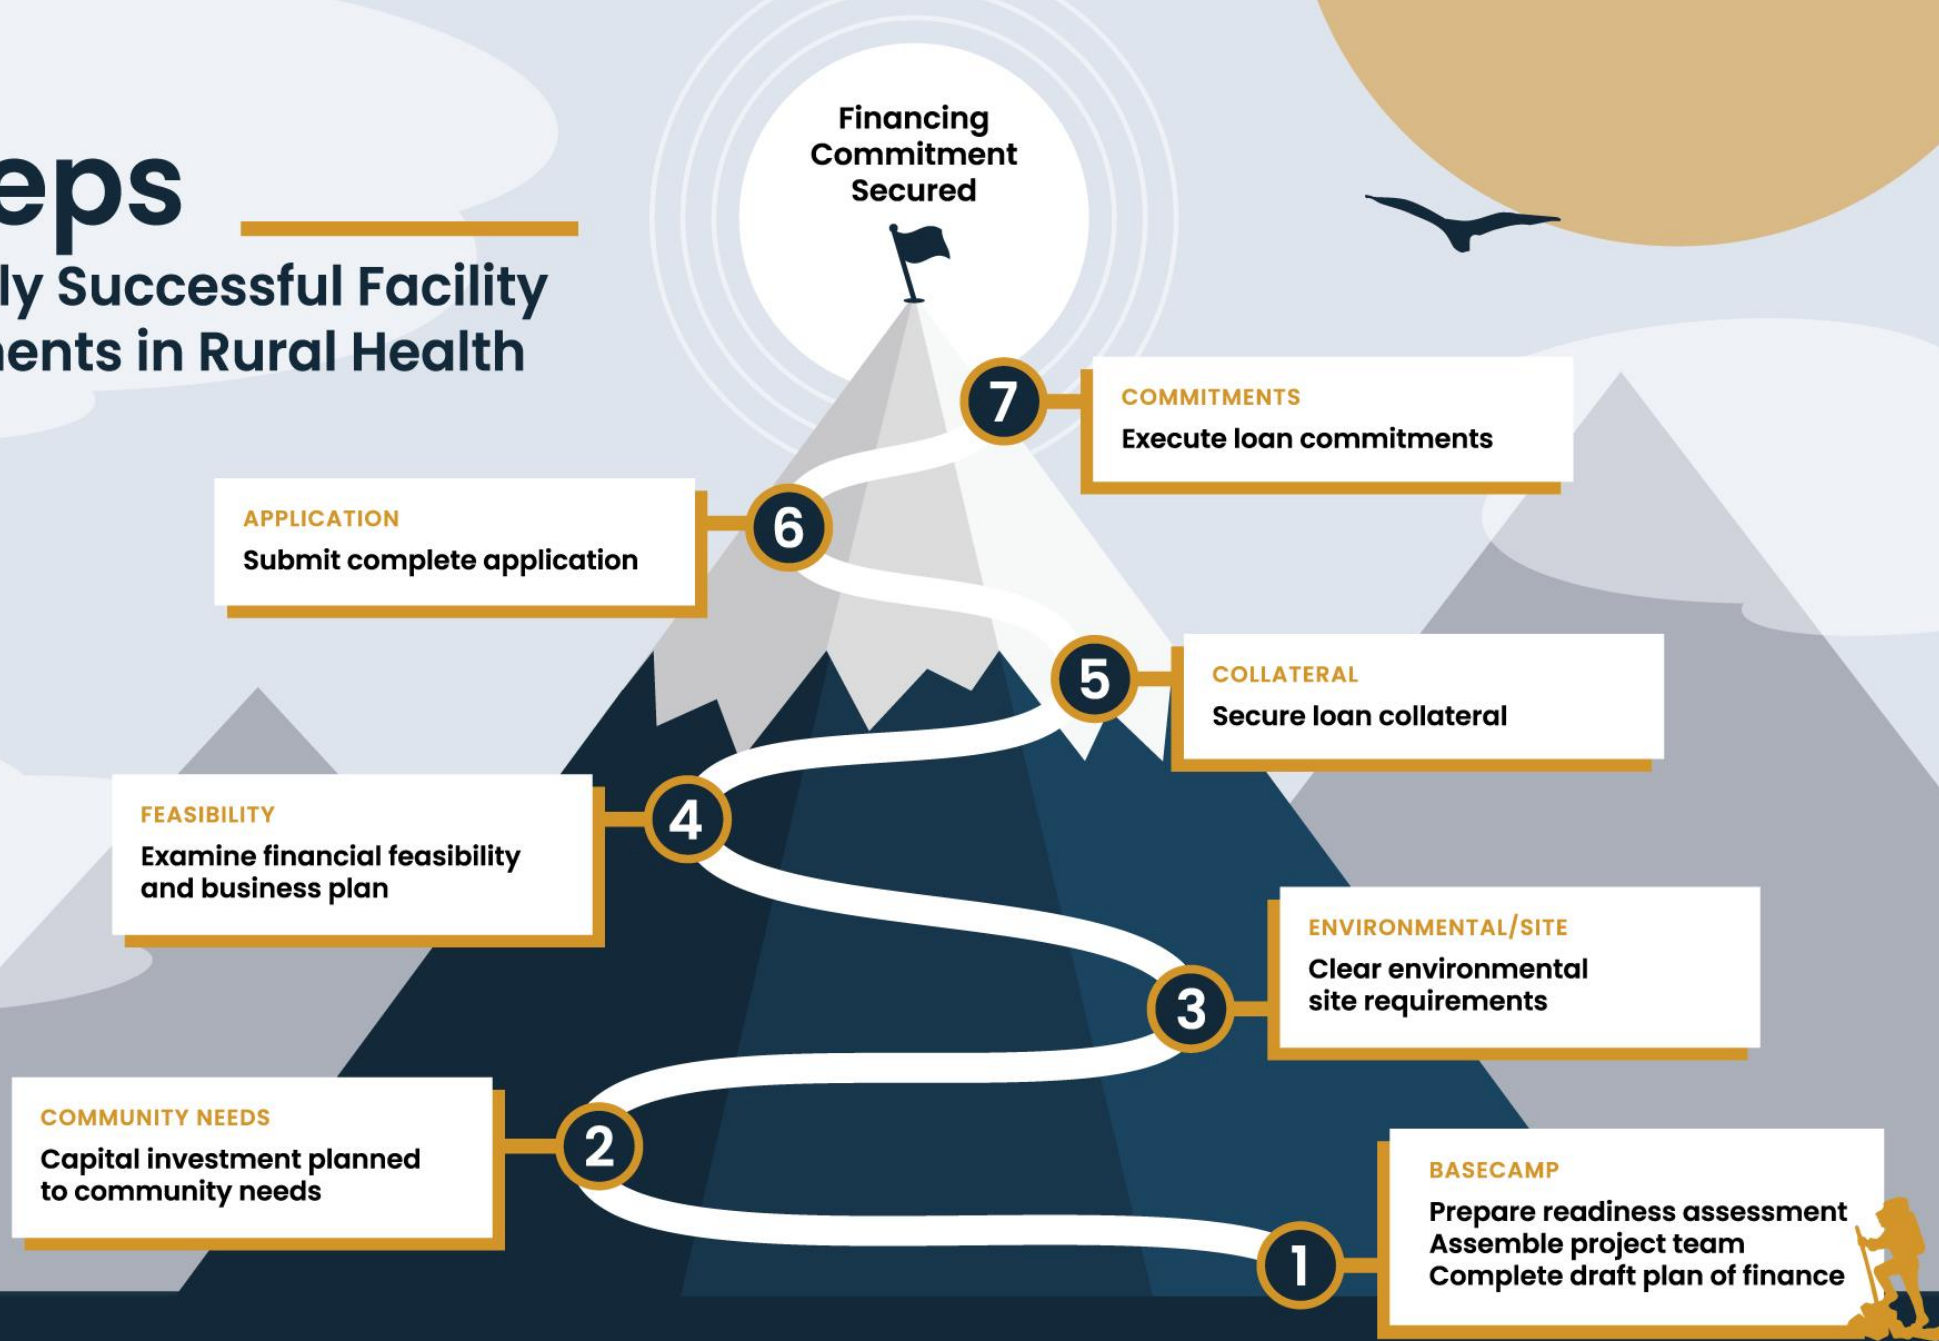 eps
ly Successful Facility
ents in Rural Health
Financing
Commitment
Secured
7
COMMITMENTS
Execute loan commitments
APPLICATION
Submit complete application
6
5
COLLATERAL
Secure loan collateral
FEASIBILITY
Examine financial feasibility
and business plan
4
3
ENVIRONMENTAL/SITE
Clear environmental
site requirements
COMMUNITY NEEDS
Capital investment planned
to community needs
2
1
BASECAMP
Prepare readiness assessment
Assemble project team
Complete draft plan of finance